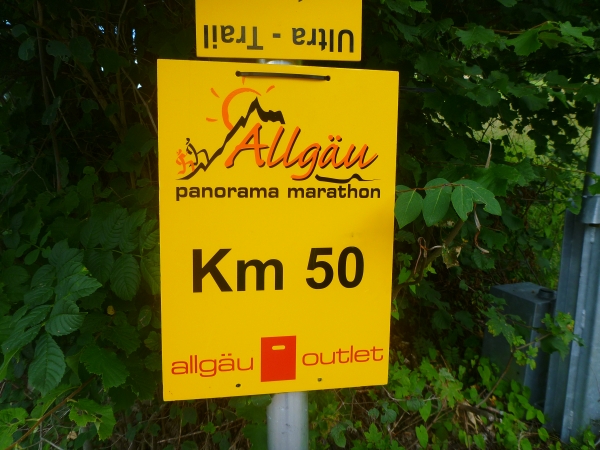 Ultra - Trail
Allgäu
panorama marathon
Km 50
allgäu outlet